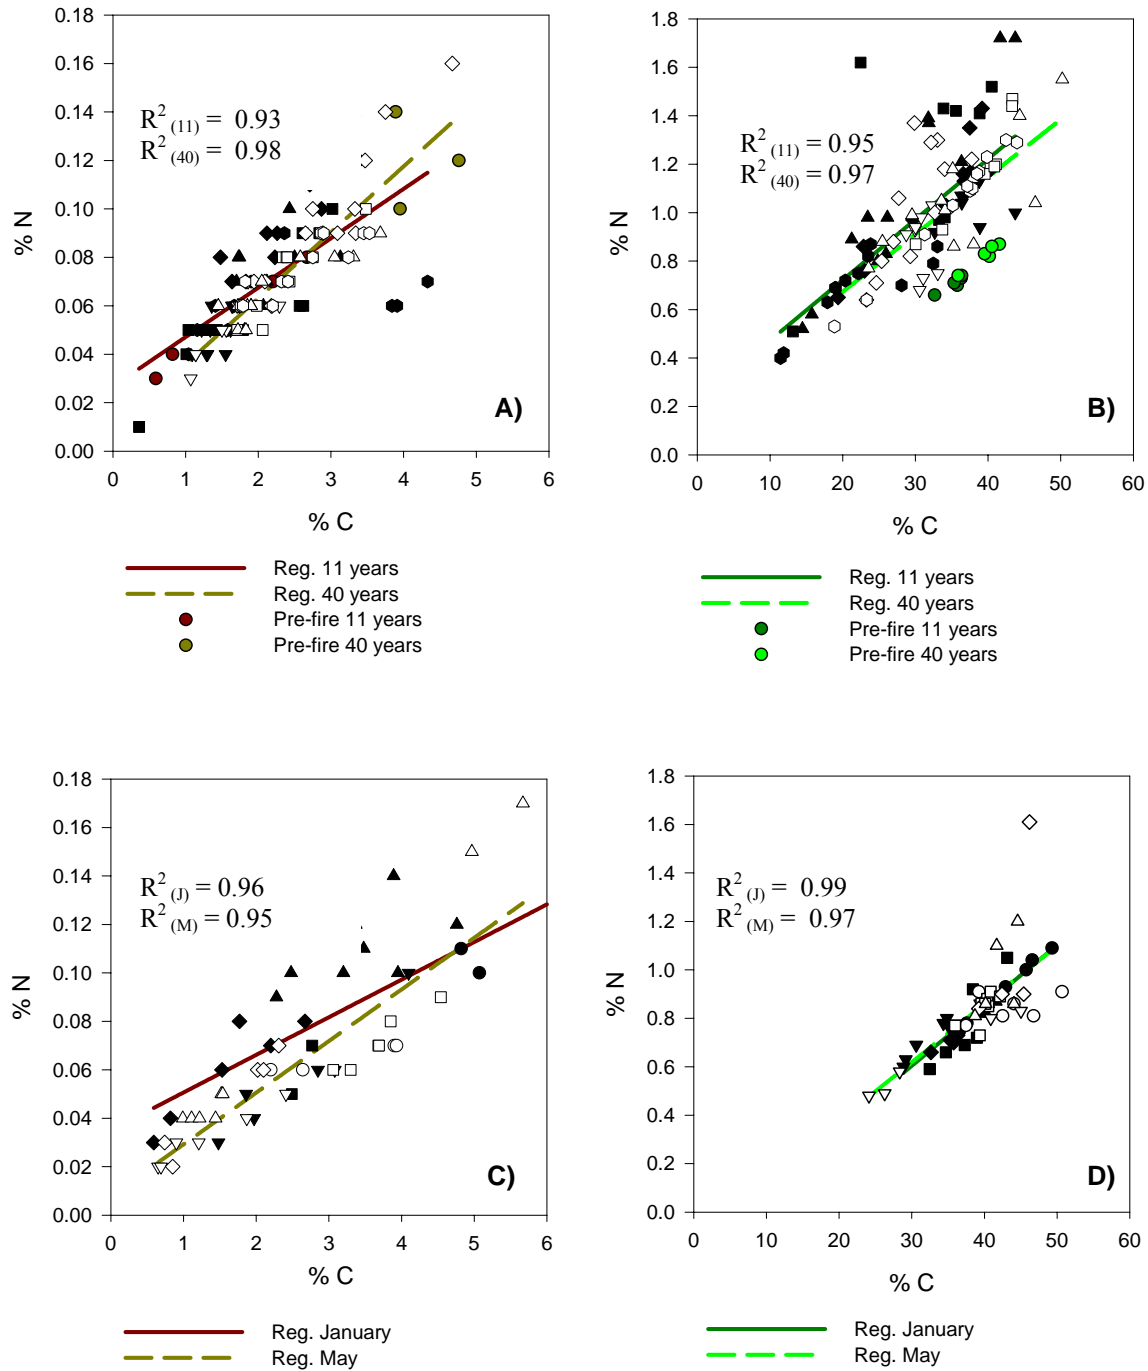 0.18
0.16
0.14
0.12
0.10
0.08
0.06
0.04
0.02
0.00
% N
R² (11) = 0.93
R² (40) = 0.98
A)
0 1 2 3 4 5 6
% C
Reg. 11 years
Reg. 40 years
Pre-fire 11 years
Pre-fire 40 years
1.8
1.6
1.4
1.2
1.0
0.8
0.6
0.4
0.2
0.0
% N
R² (11) = 0.95
R² (40) = 0.97
B)
0 10 20 30 40 50 60
% C
Reg. 11 years
Reg. 40 years
Pre-fire 11 years
Pre-fire 40 years
0.18
0.16
0.14
0.12
0.10
0.08
0.06
0.04
0.02
0.00
% N
R² (J) = 0.96
R² (M) = 0.95
C)
0 1 2 3 4 5 6
% C
Reg. January
Reg. May
1.8
1.6
1.4
1.2
1.0
0.8
0.6
0.4
0.2
0.0
% N
R² (J) = 0.99
R² (M) = 0.97
D)
0 10 20 30 40 50 60
% C
Reg. January
Reg. May